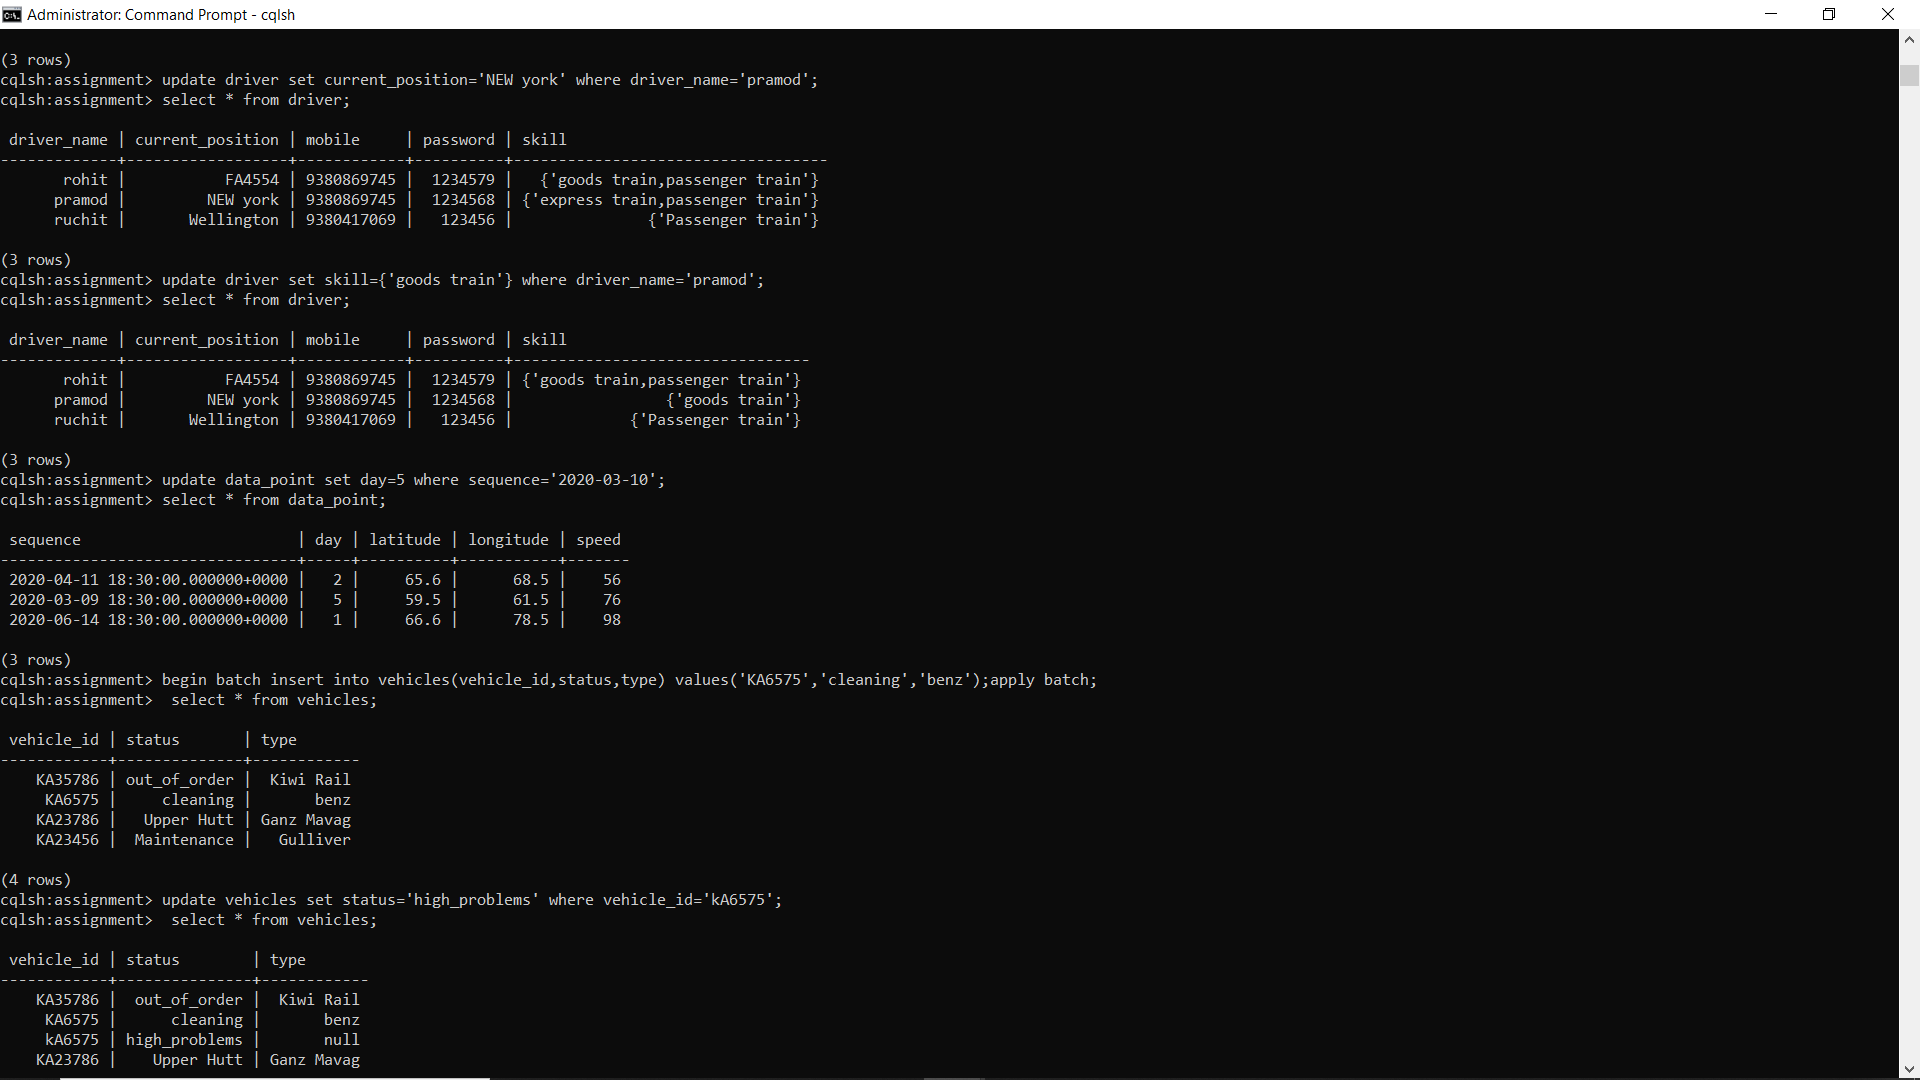 Administrator: Command Prompt - cqlsh
(3 rows)
cqlsh:assignment> update driver set current_position='NEW york' where driver_name='pramod';
cqlsh:assignment> select * from driver;
driver_name | current_position | mobile     | password | skill
-------------+------------------+------------+----------+-----------------------------------
       rohit |           FA4554 | 9380869745 |  1234579 |   {'goods train,passenger train'}
      pramod |         NEW york | 9380869745 |  1234568 | {'express train,passenger train'}
      ruchit |       Wellington | 9380417069 |   123456 |               {'Passenger train'}
(3 rows)
cqlsh:assignment> update driver set skill={'goods train'} where driver_name='pramod';
cqlsh:assignment> select * from driver;
driver_name | current_position | mobile     | password | skill
-------------+------------------+------------+----------+---------------------------------
       rohit |           FA4554 | 9380869745 |  1234579 | {'goods train,passenger train'}
      pramod |         NEW york | 9380869745 |  1234568 |                 {'goods train'}
      ruchit |       Wellington | 9380417069 |   123456 |             {'Passenger train'}
(3 rows)
cqlsh:assignment> update data_point set day=5 where sequence='2020-03-10';
cqlsh:assignment> select * from data_point;
sequence                        | day | latitude | longitude | speed
---------------------------------+-----+----------+-----------+-------
 2020-04-11 18:30:00.000000+0000 |   2 |     65.6 |      68.5 |    56
 2020-03-09 18:30:00.000000+0000 |   5 |     59.5 |      61.5 |    76
 2020-06-14 18:30:00.000000+0000 |   1 |     66.6 |      78.5 |    98
(3 rows)
cqlsh:assignment> begin batch insert into vehicles(vehicle_id,status,type) values('KA6575','cleaning','benz');apply batch;
cqlsh:assignment>  select * from vehicles;
vehicle_id | status       | type
------------+--------------+------------
    KA35786 | out_of_order |  Kiwi Rail
     KA6575 |     cleaning |       benz
    KA23786 |   Upper Hutt | Ganz Mavag
    KA23456 |  Maintenance |   Gulliver
(4 rows)
cqlsh:assignment> update vehicles set status='high_problems' where vehicle_id='kA6575';
cqlsh:assignment>  select * from vehicles;
vehicle_id | status        | type
------------+---------------+------------
    KA35786 |  out_of_order |  Kiwi Rail
     KA6575 |      cleaning |       benz
     kA6575 | high_problems |       null
    KA23786 |    Upper Hutt | Ganz Mavag